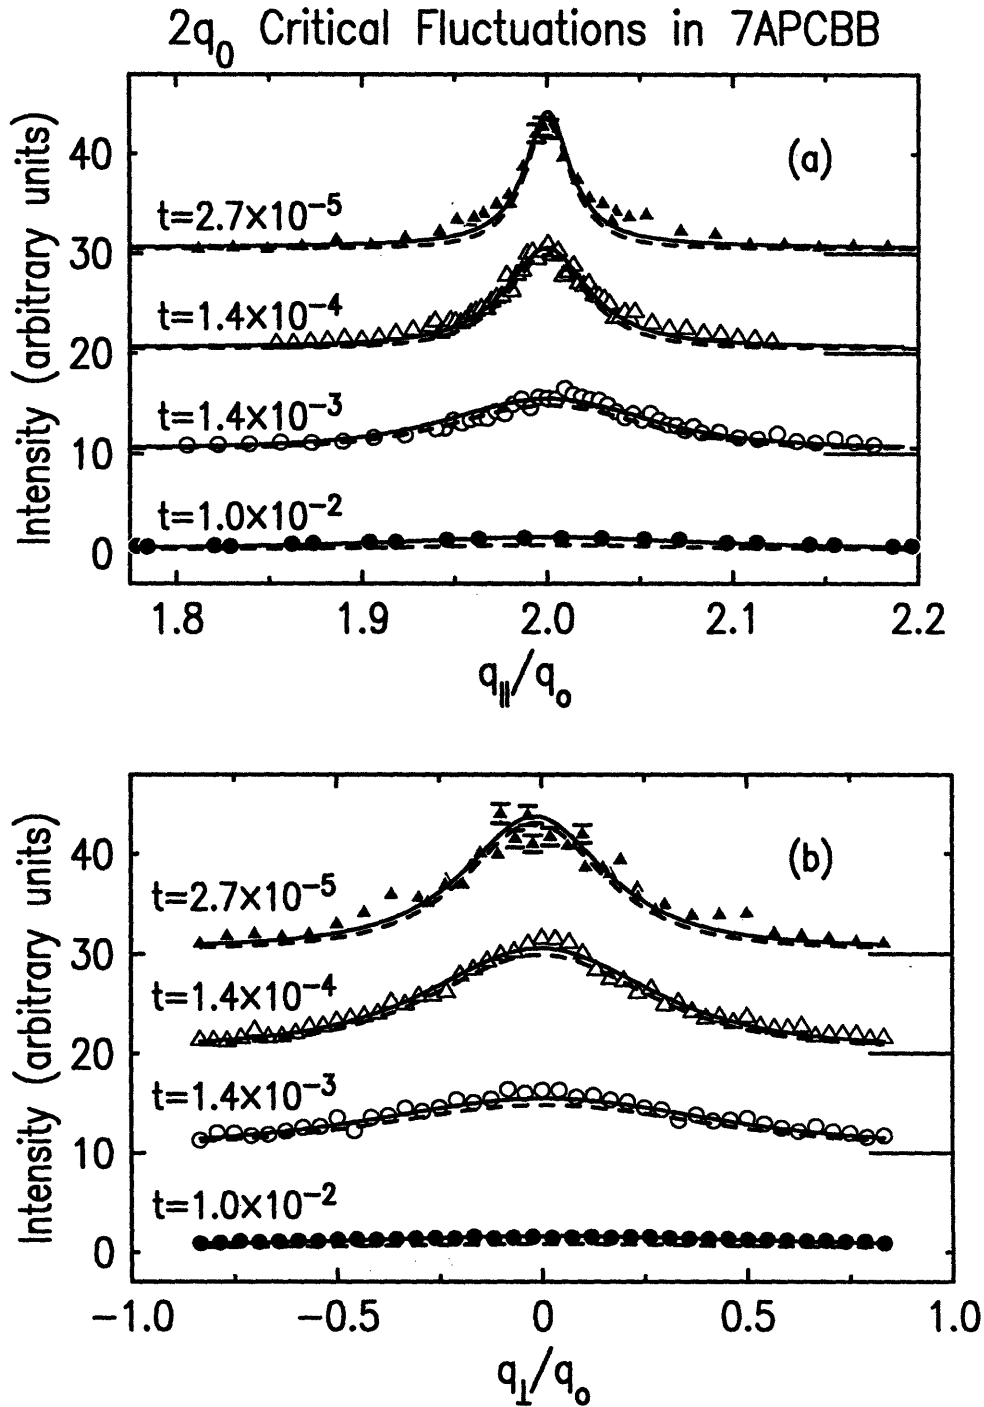 2q₀ Critical Fluctuations in 7APCBB
Intensity (arbitrary units)
40
30
20
10
0
(a)
t=2.7×10⁻⁵
t=1.4×10⁻⁴
t=1.4×10⁻³
t=1.0×10⁻²
1.8 1.9 2.0 2.1 2.2
q∥/qₒ
Intensity (arbitrary units)
40
30
20
10
0
(b)
t=2.7×10⁻⁵
t=1.4×10⁻⁴
t=1.4×10⁻³
t=1.0×10⁻²
−1.0 −0.5 0 0.5 1.0
q⊥/qₒ